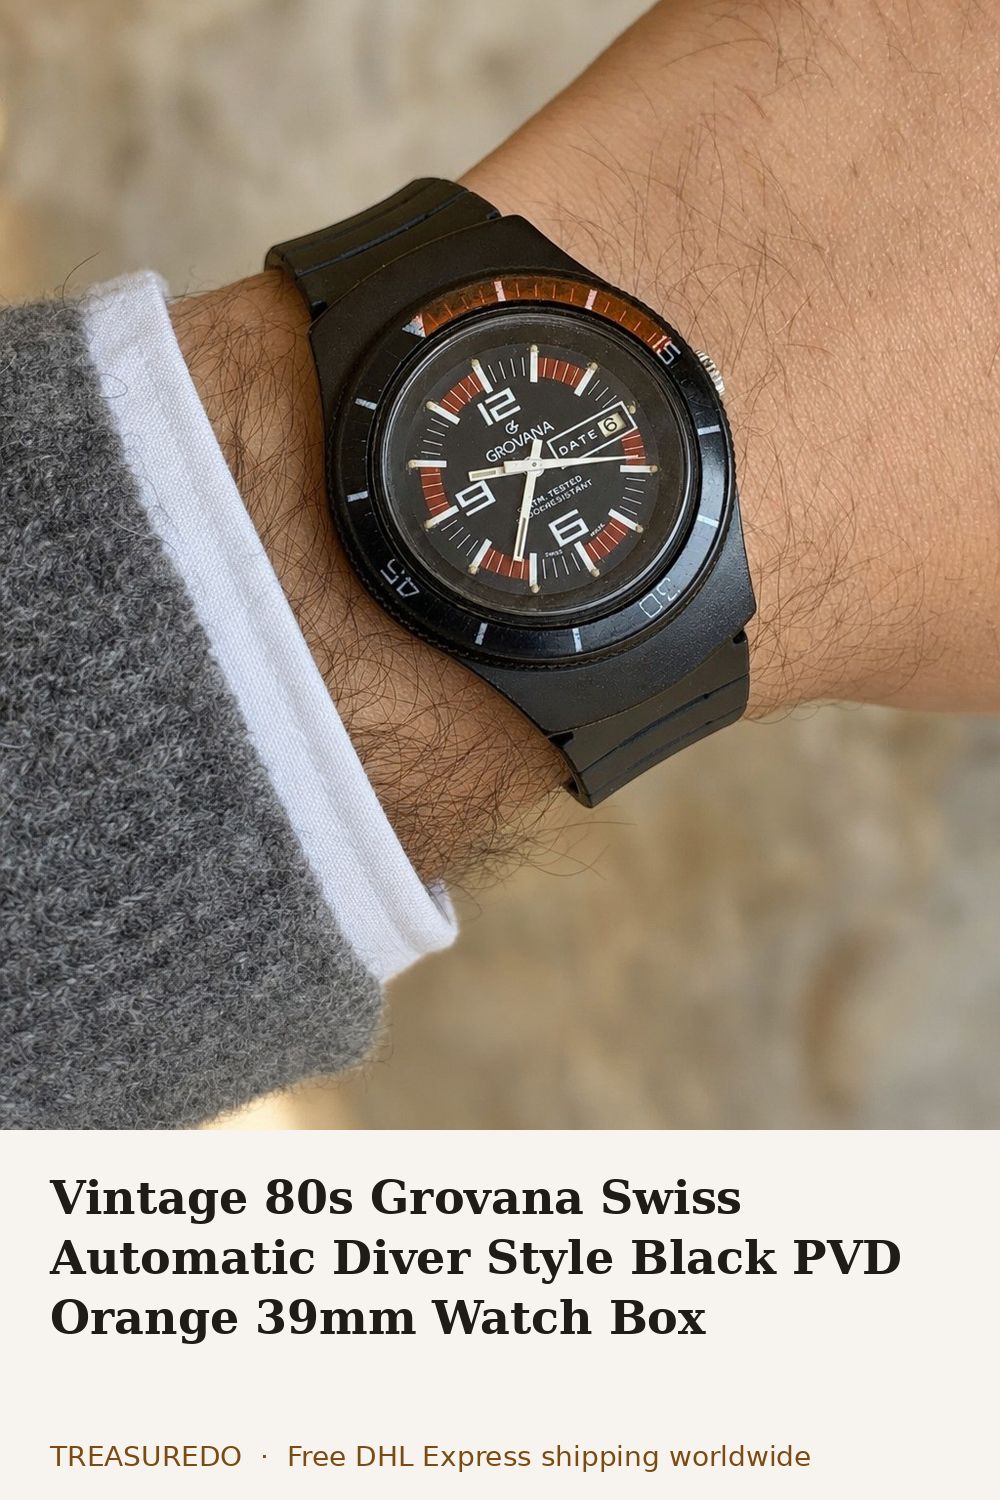 15
12
GROVANA
DATE 6
9
ATM. TESTED
6
SWISS
45
30
Vintage 80s Grovana Swiss
Automatic Diver Style Black PVD
Orange 39mm Watch Box
TREASUREDO · Free DHL Express shipping worldwide